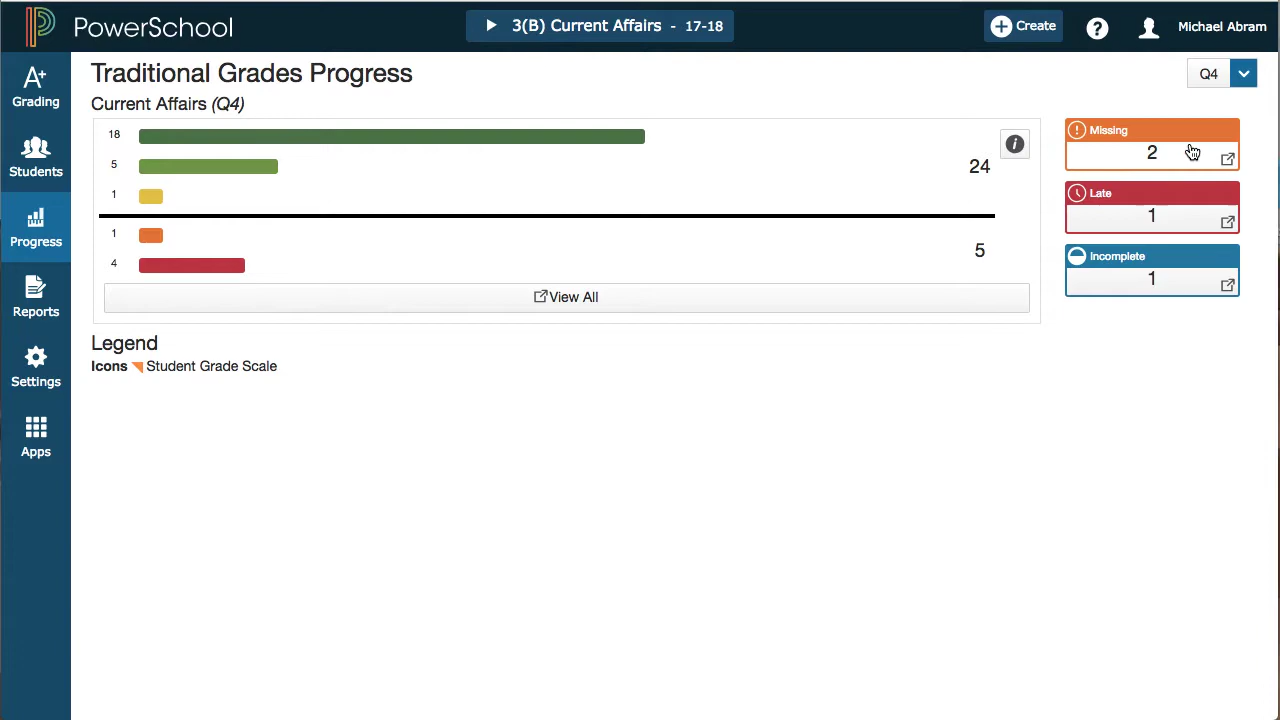 PowerSchool
3(B) Current Affairs - 17-18
Create
?
Michael Abram
A+
Grading
Students
Progress
Reports
Settings
Apps
Traditional Grades Progress
Q4
Current Affairs (Q4)
18
5
1
24
i
1
4
5
View All
! Missing
2
Late
1
Incomplete
1
Legend
Icons Student Grade Scale